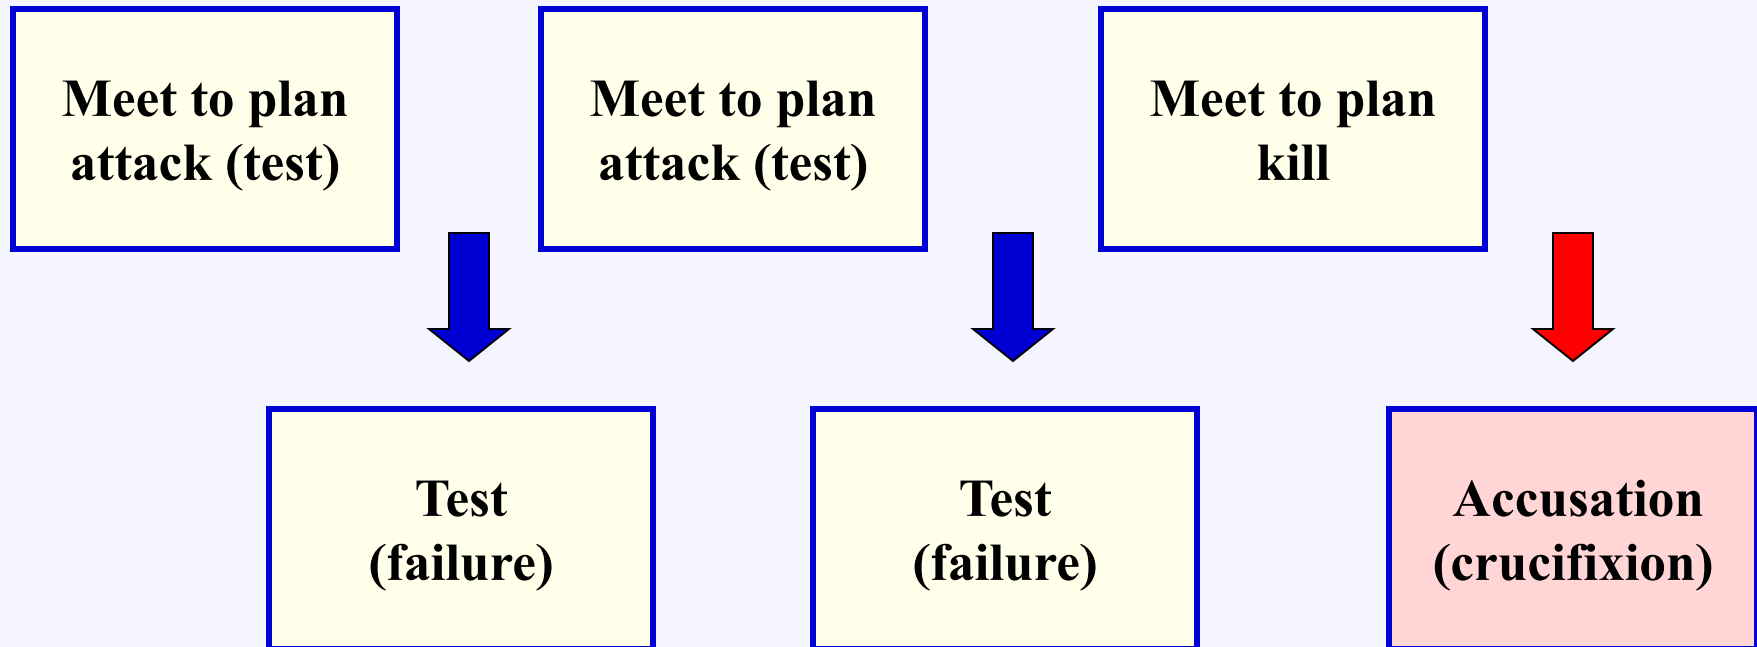 Meet to plan
attack (test)
Meet to plan
attack (test)
Meet to plan
kill
Test
(failure)
Test
(failure)
Accusation
(crucifixion)